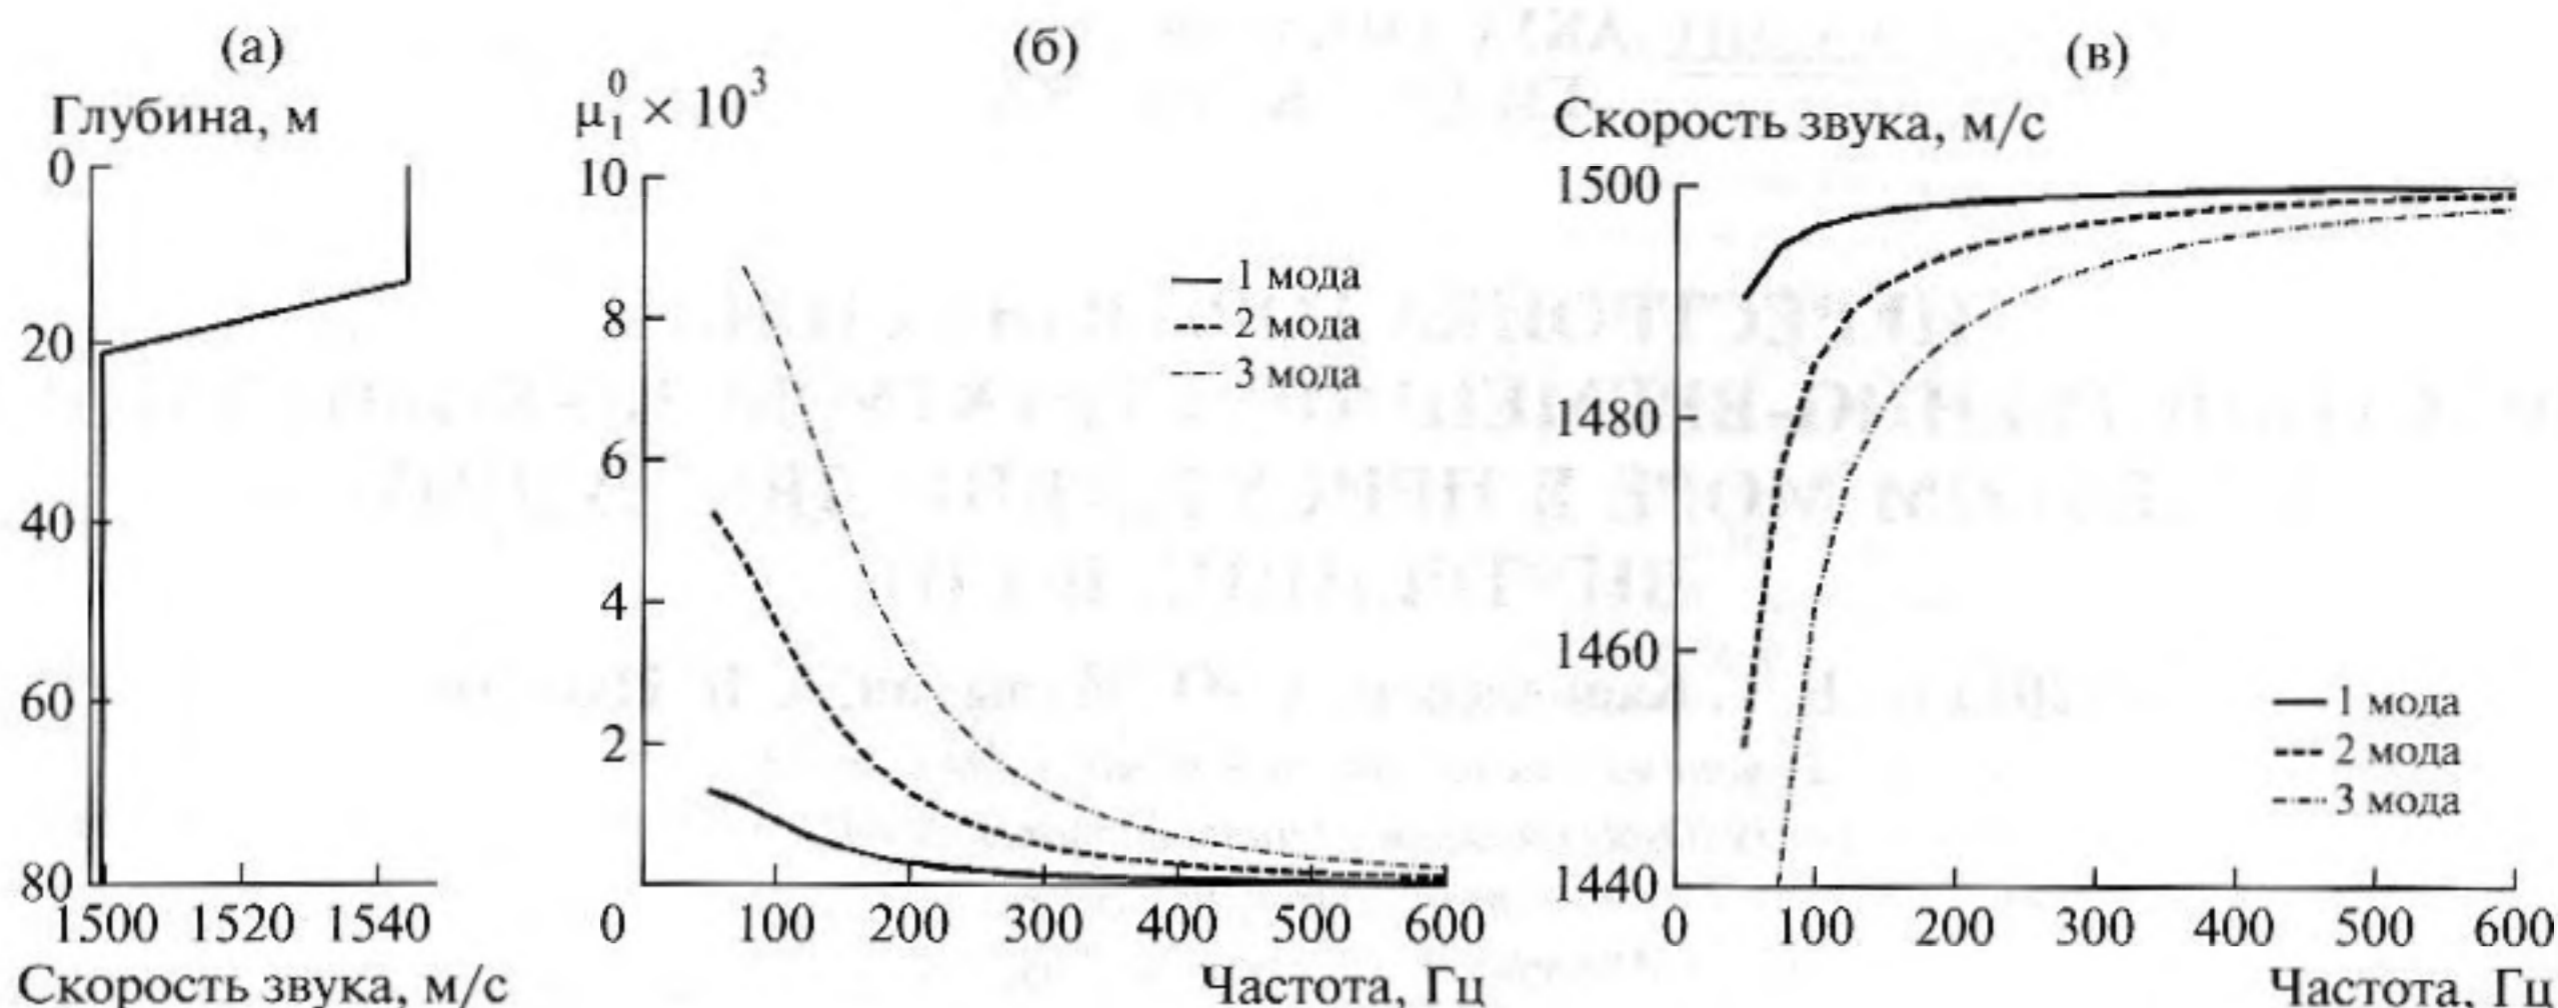 (а)
Глубина, м
0
20
40
60
80
1500 1520 1540
Скорость звука, м/с
(б)
μ₁⁰ × 10³
10
8
6
4
2
0 100 200 300 400 500 600
Частота, Гц
1 мода
2 мода
3 мода
(в)
Скорость звука, м/с
1500
1480
1460
1440
0 100 200 300 400 500 600
Частота, Гц
1 мода
2 мода
3 мода